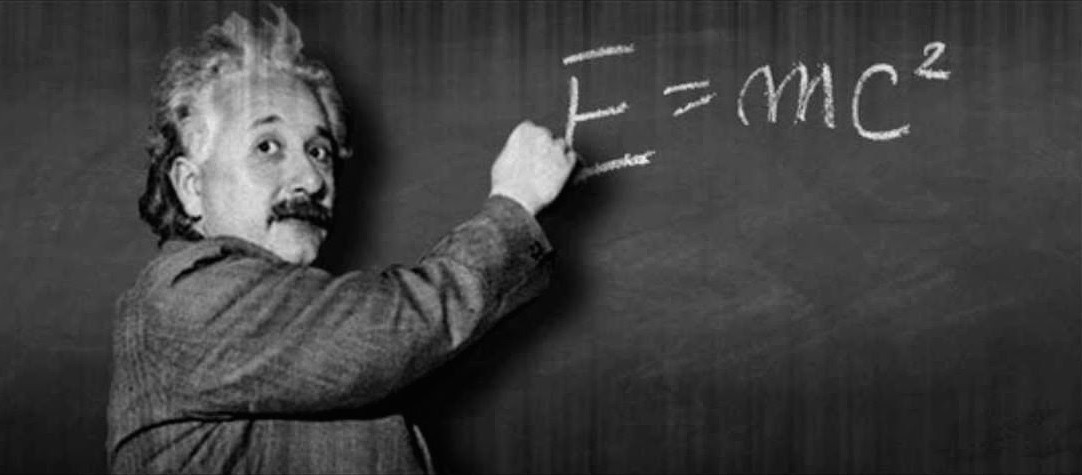 E = mc²